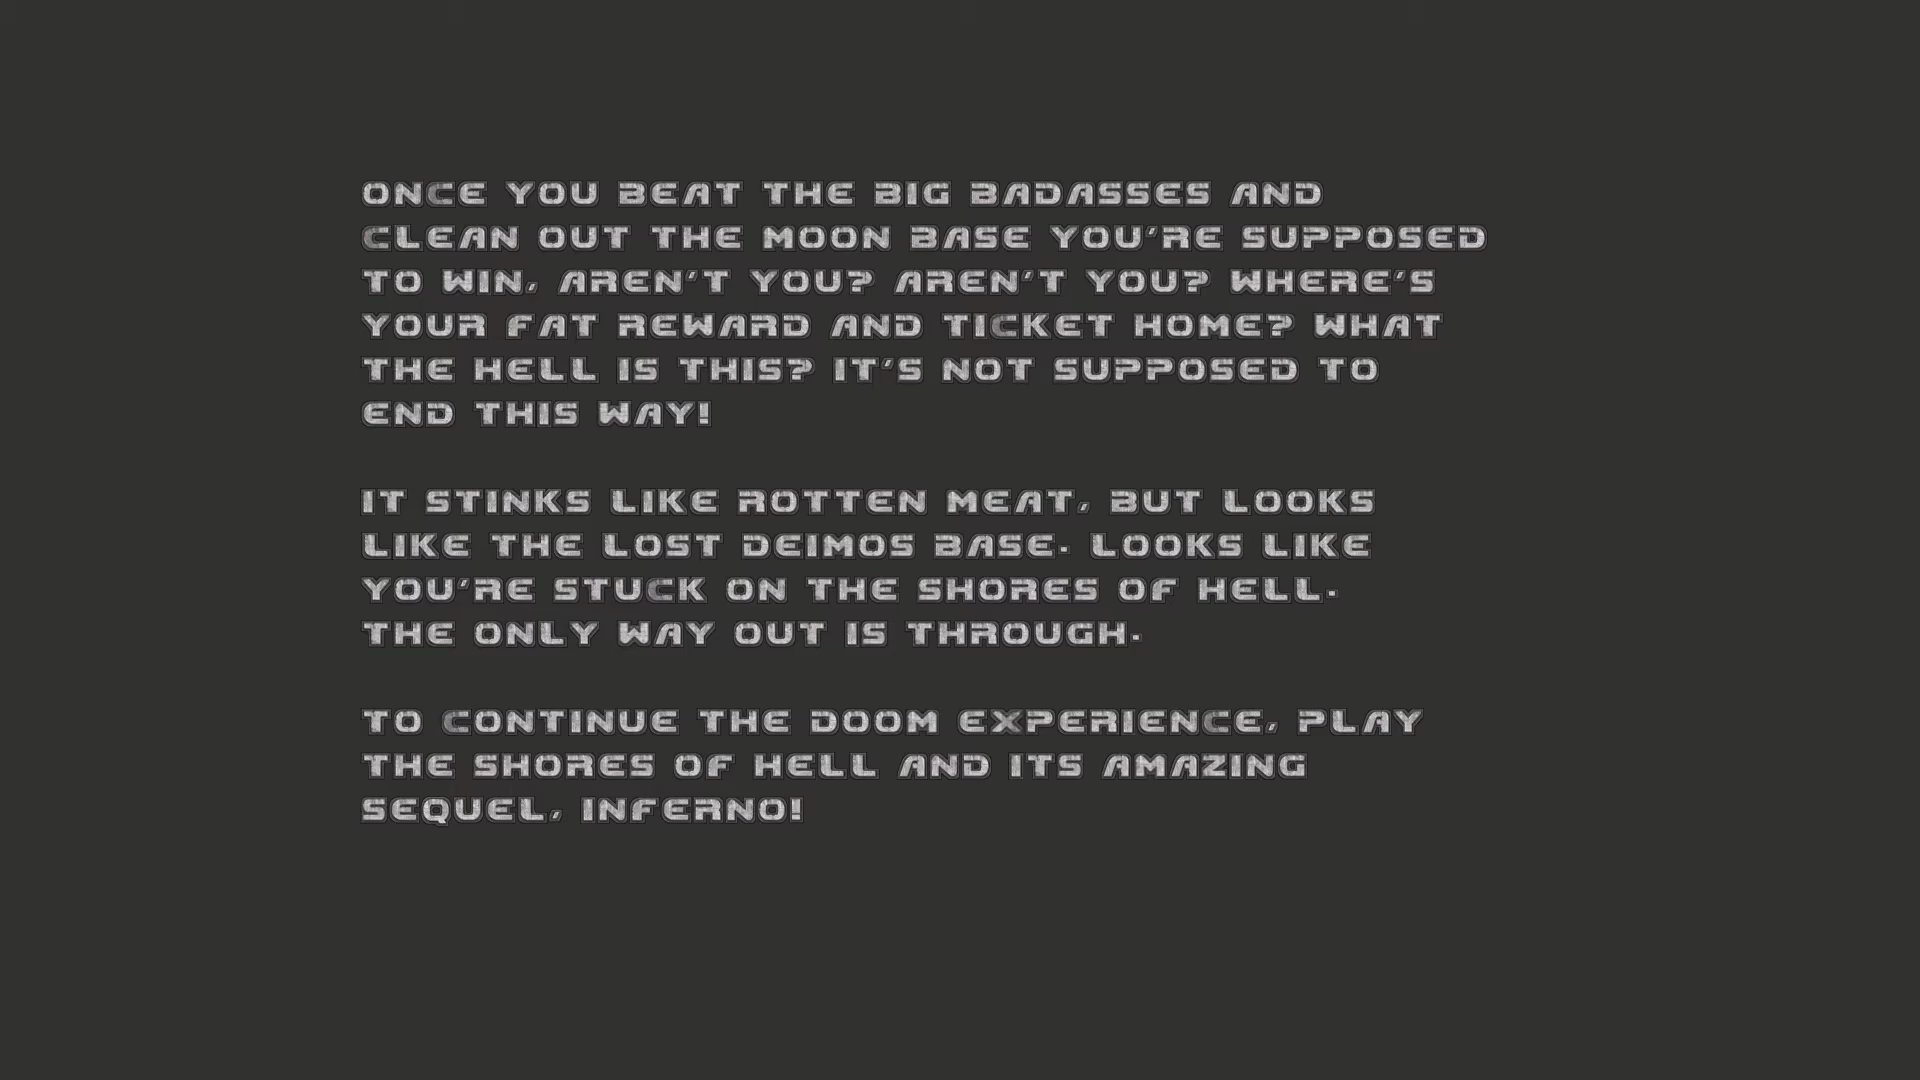 ONCE YOU BEAT THE BIG BADASSES AND
CLEAN OUT THE MOON BASE YOU'RE SUPPOSED
TO WIN, AREN'T YOU? AREN'T YOU? WHERE'S
YOUR FAT REWARD AND TICKET HOME? WHAT
THE HELL IS THIS? IT'S NOT SUPPOSED TO
END THIS WAY!

IT STINKS LIKE ROTTEN MEAT, BUT LOOKS
LIKE THE LOST DEIMOS BASE. LOOKS LIKE
YOU'RE STUCK ON THE SHORES OF HELL.
THE ONLY WAY OUT IS THROUGH.

TO CONTINUE THE DOOM EXPERIENCE, PLAY
THE SHORES OF HELL AND ITS AMAZING
SEQUEL, INFERNO!